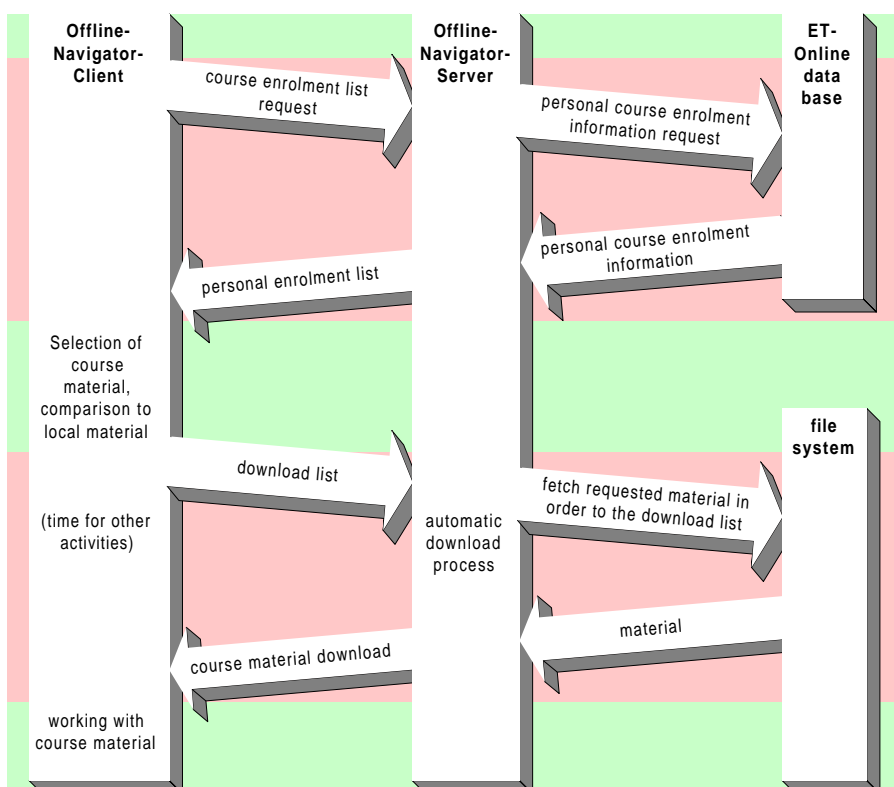 Offline-
Navigator-
Client
Offline-
Navigator-
Server
ET-
Online
data
base
course enrolment list
request
personal course enrolment
information request
personal course enrolment
information
personal enrolment list
Selection of
course
material,
comparison to
local material
file
system
download list
fetch requested material in
order to the download list
(time for other
activities)
automatic
download
process
material
course material download
working with
course material